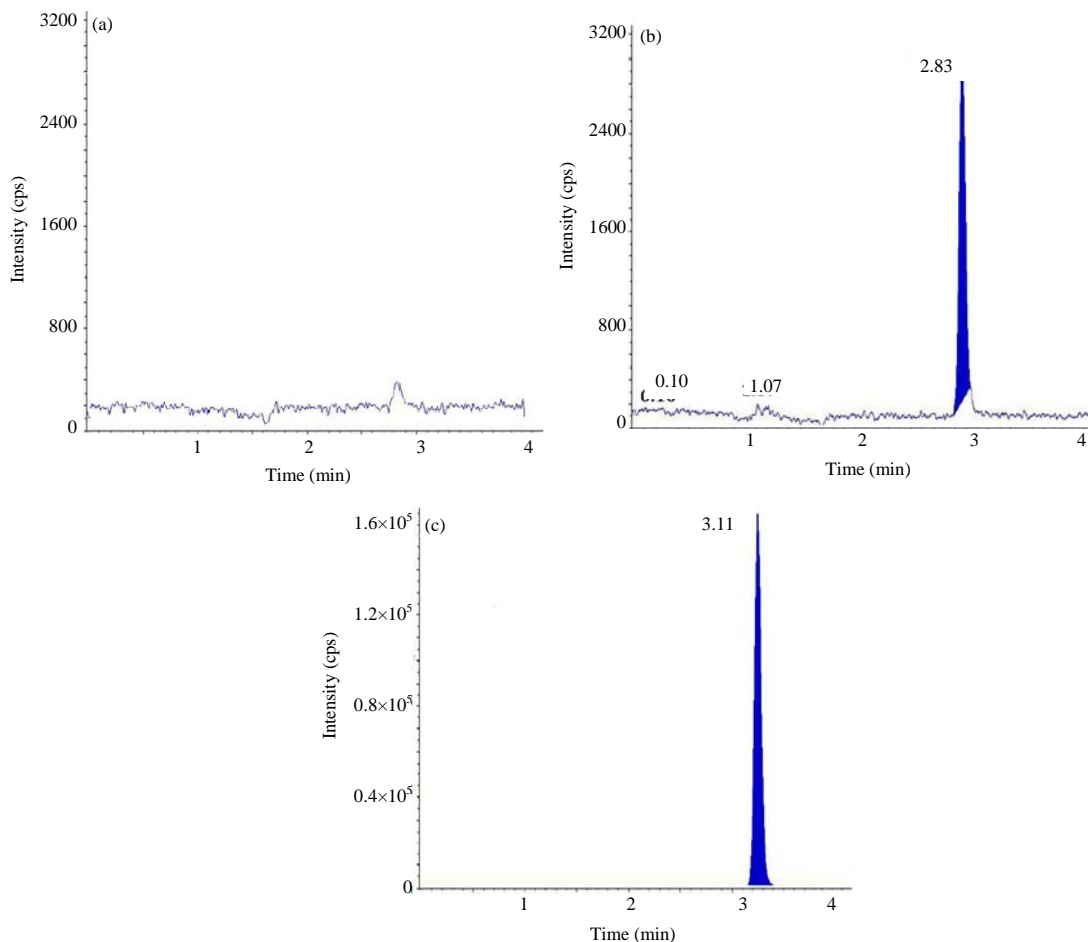 (a)
3200
2400
1600
800
0
Intensity (cps)
1 2 3 4
Time (min)
(b)
3200
2400
1600
800
0
Intensity (cps)
2.83
0.10
1.07
1 2 3 4
Time (min)
(c)
1.6×10⁵
1.2×10⁵
0.8×10⁵
0.4×10⁵
0
Intensity (cps)
3.11
1 2 3 4
Time (min)